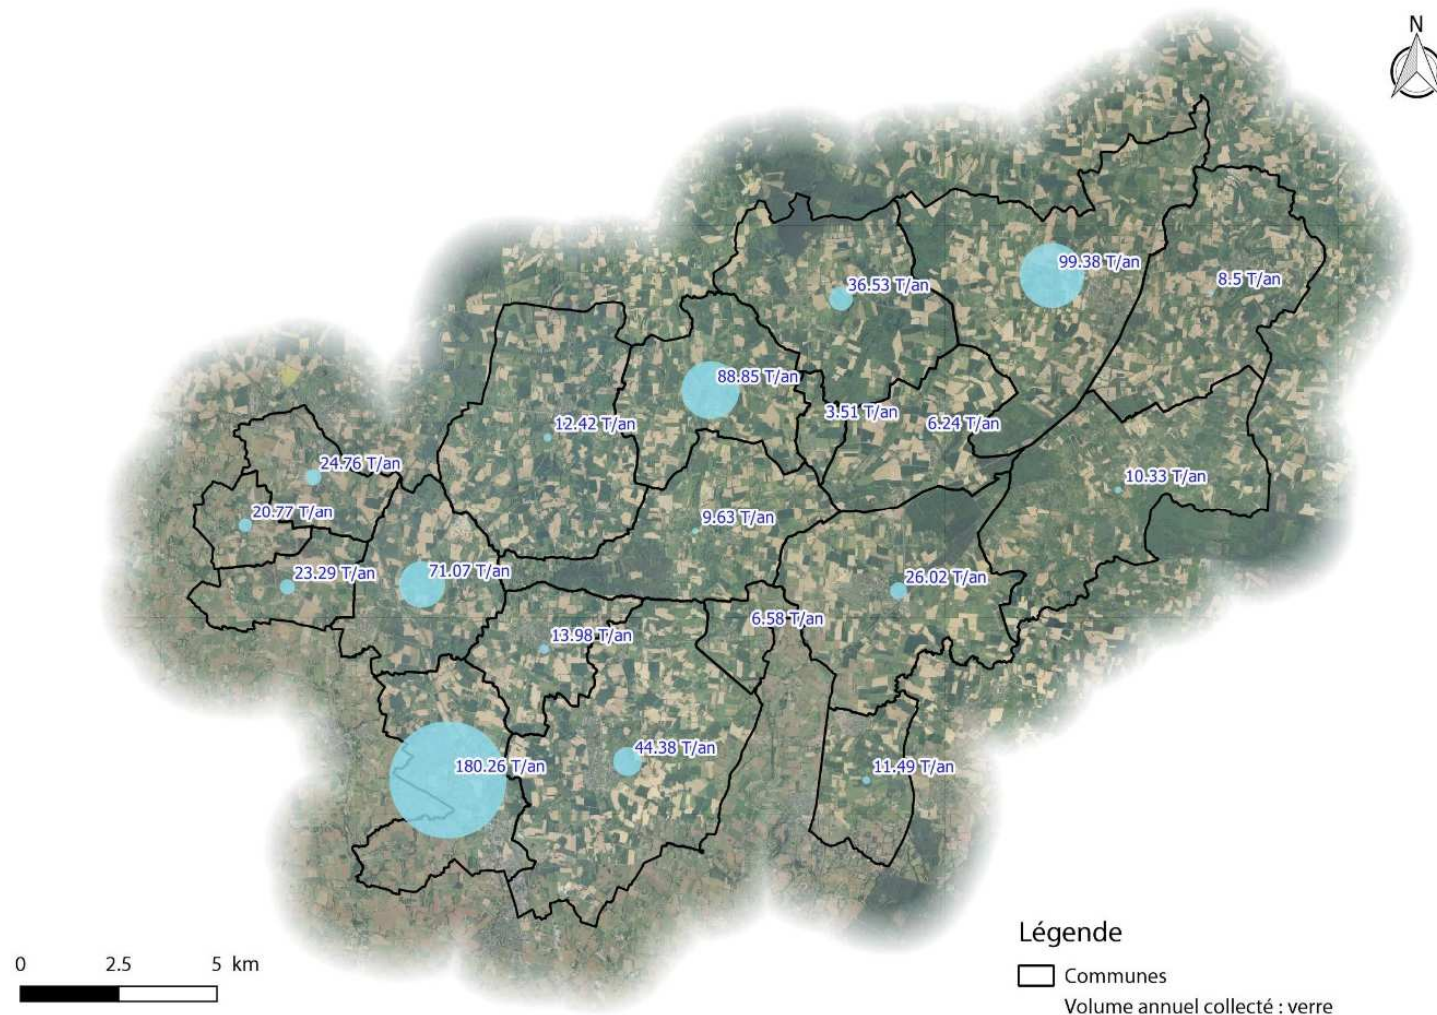 N
99.38 T/an
8.5 T/an
36.53 T/an
88.85 T/an
3.51 T/an
6.24 T/an
12.42 T/an
24.76 T/an
10.33 T/an
20.77 T/an
9.63 T/an
23.29 T/an
71.07 T/an
26.02 T/an
6.58 T/an
13.98 T/an
44.38 T/an
180.26 T/an
11.49 T/an
Légende
Communes
Volume annuel collecté : verre
0 2.5 5 km